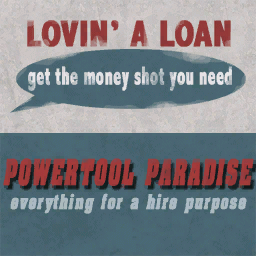 LOVIN' A LOAN
get the money shot you need
POWERTOOL PARADISE
everything for a hire purpose